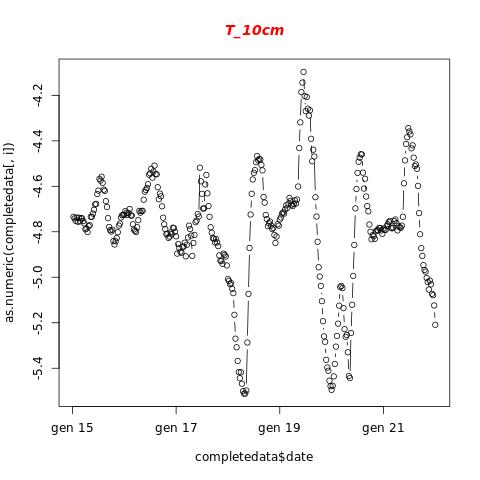 T_10cm
as.numeric(completedata[, i])
-4.2
-4.4
-4.6
-4.8
-5.0
-5.2
-5.4
gen 15
gen 17
gen 19
gen 21
completedata$date